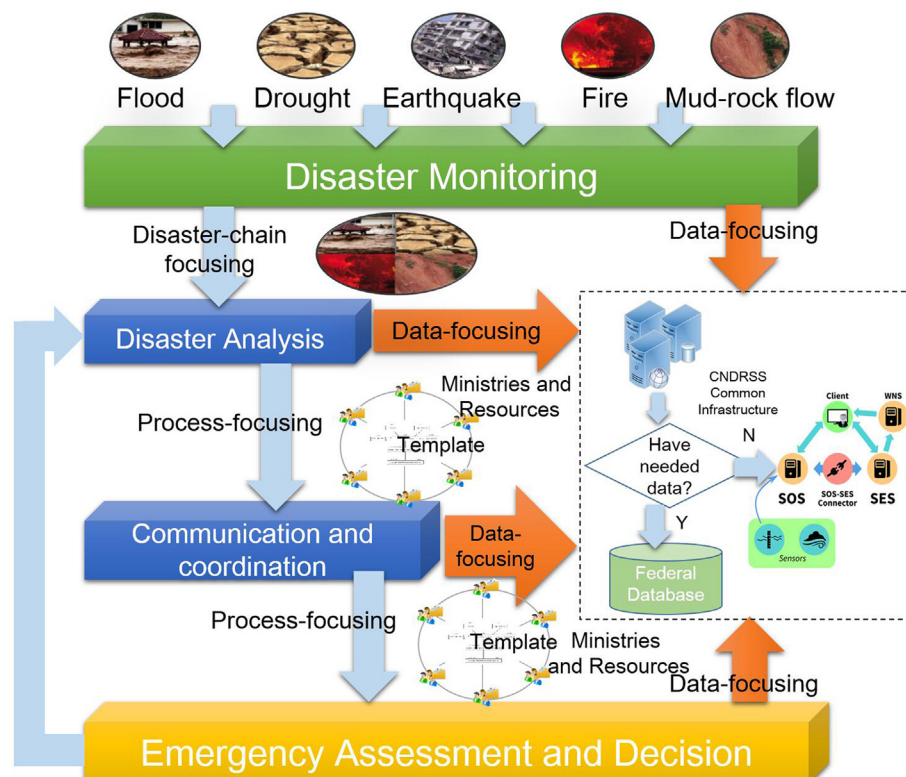 Flood
Drought
Earthquake
Fire
Mud-rock flow
Disaster Monitoring
Disaster-chain
focusing
Data-focusing
Disaster Analysis
Data-focusing
CNDRSS
Common
Infrastructure
Client
WNS
Process-focusing
Ministries and
Resources
Template
Have
needed
data?
N
SOS
SOS-SES
Connector
SES
Y
Sensors
Communication and
coordination
Data-
focusing
Federal
Database
Process-focusing
Template
Ministries
and Resources
Data-focusing
Emergency Assessment and Decision